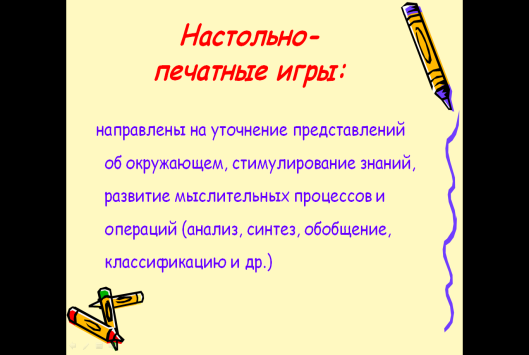 Настольно-
печатные игры:
направлены на уточнение представлений
об окружающем, стимулирование знаний,
развитие мыслительных процессов и
операций (анализ, синтез, обобщение,
классификацию и др.)